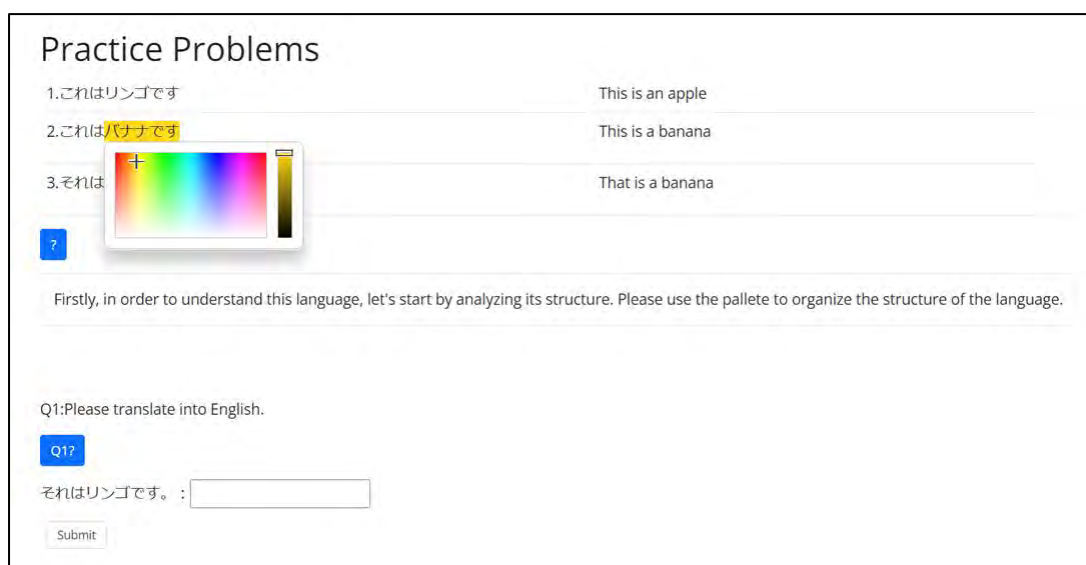 Practice Problems
1.これはリンゴです This is an apple
2.これはバナナです This is a banana
3.それは That is a banana
?
Firstly, in order to understand this language, let's start by analyzing its structure. Please use the pallete to organize the structure of the language.
Q1:Please translate into English.
Q1?
それはリンゴです。 :
Submit